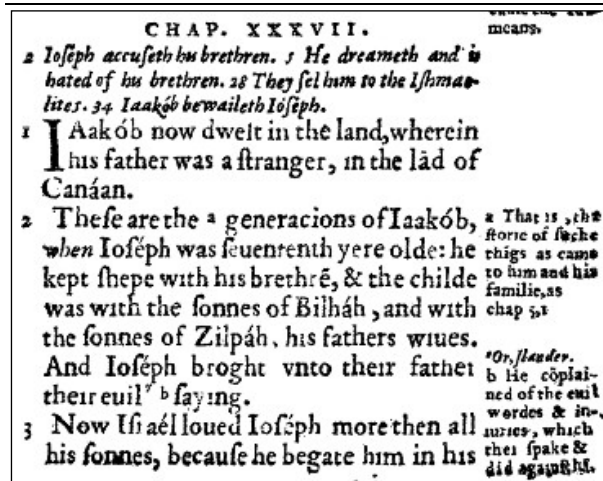 CHAP. XXXVII.
2 Ioſéph accuſeth his brethren. 5 He dreameth and is
hated of his brethren. 28 They ſel him to the Iſhmae-
lites. 34 Iaakób bewaileth Ioſéph.
1 IAakób now dwelt in the land, wherein
his father was a ſtranger, in the lãd of
Canáan.
2 Theſe are the a generacions of Iaakób,
when Ioſéph was ſeuententh yere olde: he
kept ſhepe with his brethrẽ, & the childe
was with the ſonnes of Bilháh, and with
the ſonnes of Zilpáh, his fathers wiues.
And Ioſéph broght vnto their father
their euil b ſaying.
3 Now Iſraél loued Ioſéph more then all
his ſonnes, becauſe he begate him in his
means.
a That is, the
ſtorie of ſuche
thĩgs as came
to him and his
familie, as
chap 5,1
Or, ſlander.
b He cõplai-
ned of the euil
wordes & in-
iuries, which
thei ſpake &
did againſt